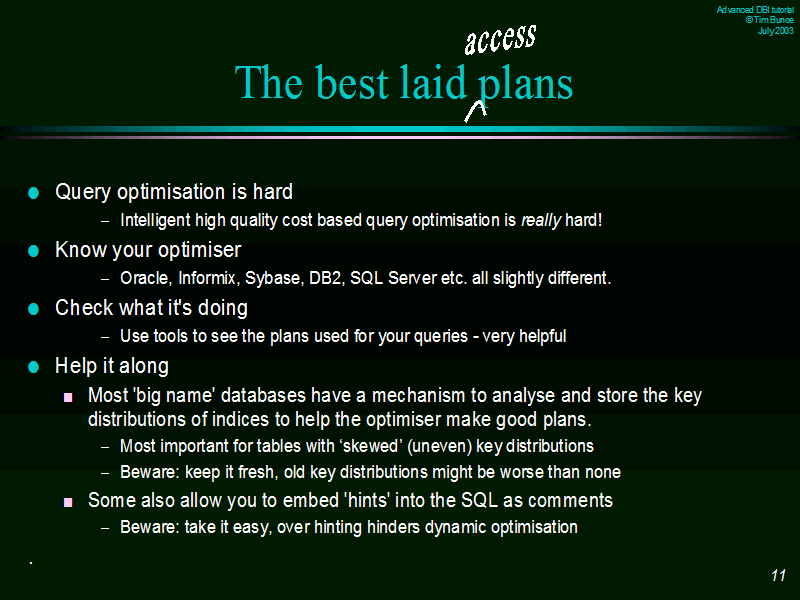 Advanced DBI tutorial
© Tim Bunce
July 2003
access
The best laid plans
Query optimisation is hard
– Intelligent high quality cost based query optimisation is really hard!
Know your optimiser
– Oracle, Informix, Sybase, DB2, SQL Server etc. all slightly different.
Check what it's doing
– Use tools to see the plans used for your queries - very helpful
Help it along
Most 'big name' databases have a mechanism to analyse and store the key
distributions of indices to help the optimiser make good plans.
– Most important for tables with ‘skewed’ (uneven) key distributions
– Beware: keep it fresh, old key distributions might be worse than none
Some also allow you to embed 'hints' into the SQL as comments
– Beware: take it easy, over hinting hinders dynamic optimisation
.
11